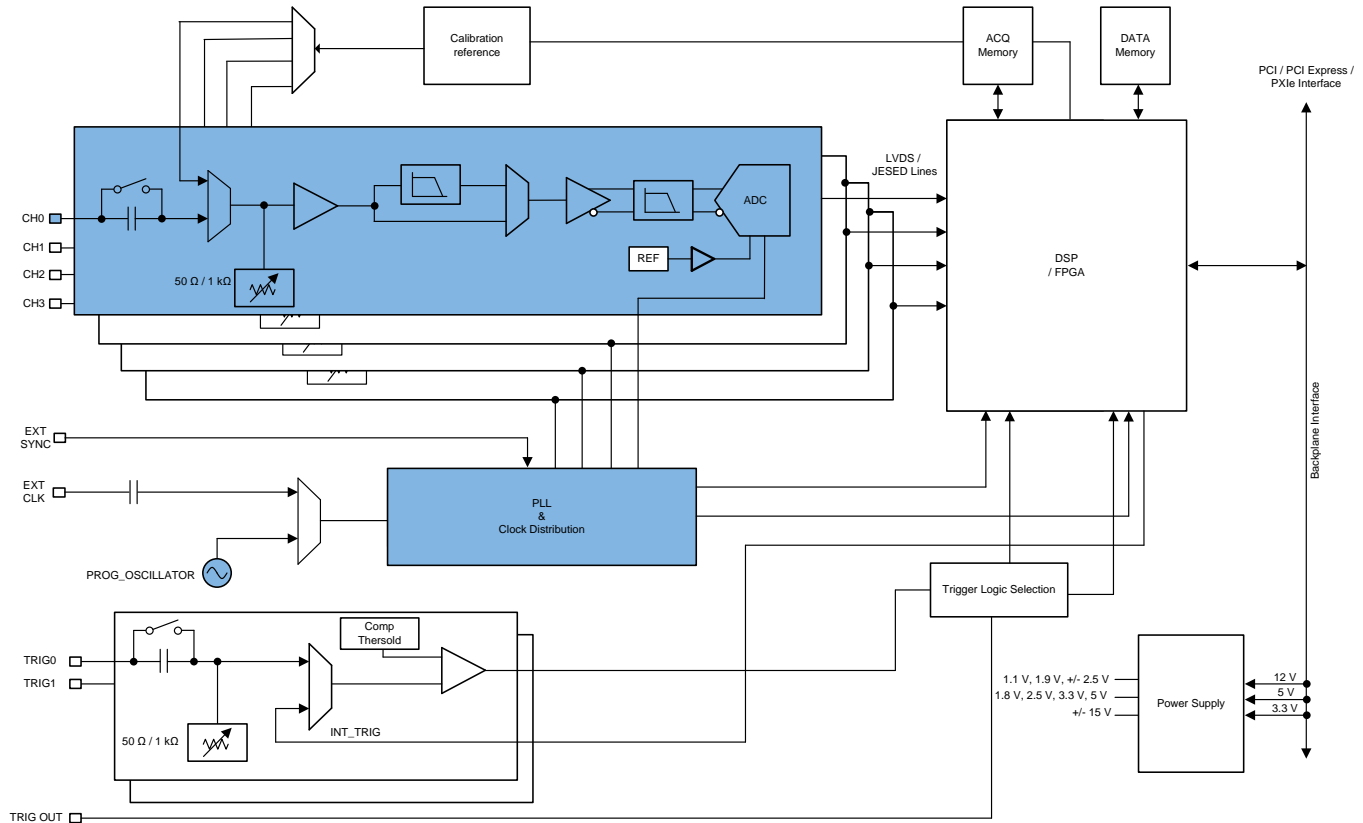 Calibration
reference
ACQ
Memory
DATA
Memory
PCI / PCI Express /
PXIe Interface
LVDS /
JESED Lines
CH0
CH1
CH2
CH3
50 Ω / 1 kΩ
REF
ADC
DSP
/ FPGA
Backplane Interface
EXT
SYNC
EXT
CLK
PLL
&
Clock Distribution
PROG_OSCILLATOR
Trigger Logic Selection
Comp
Thersold
TRIG0
TRIG1
50 Ω / 1 kΩ
INT_TRIG
1.1 V, 1.9 V, +/- 2.5 V
1.8 V, 2.5 V, 3.3 V, 5 V
+/- 15 V
Power Supply
12 V
5 V
3.3 V
TRIG OUT